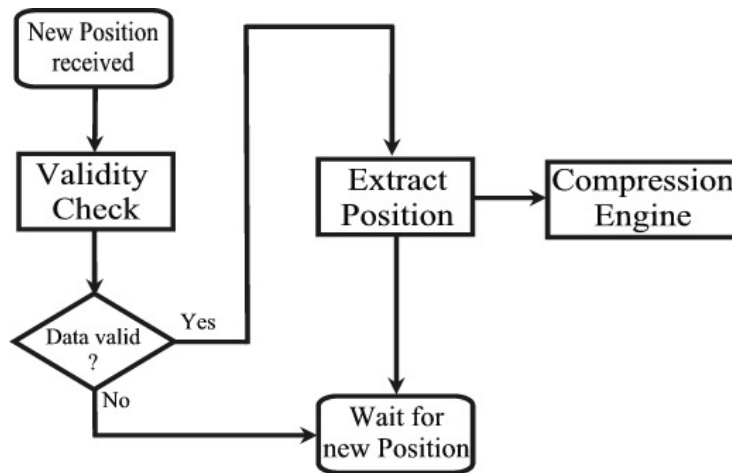 New Position
received
Validity
Check
Data valid
?
Yes
No
Extract
Position
Compression
Engine
Wait for
new Position